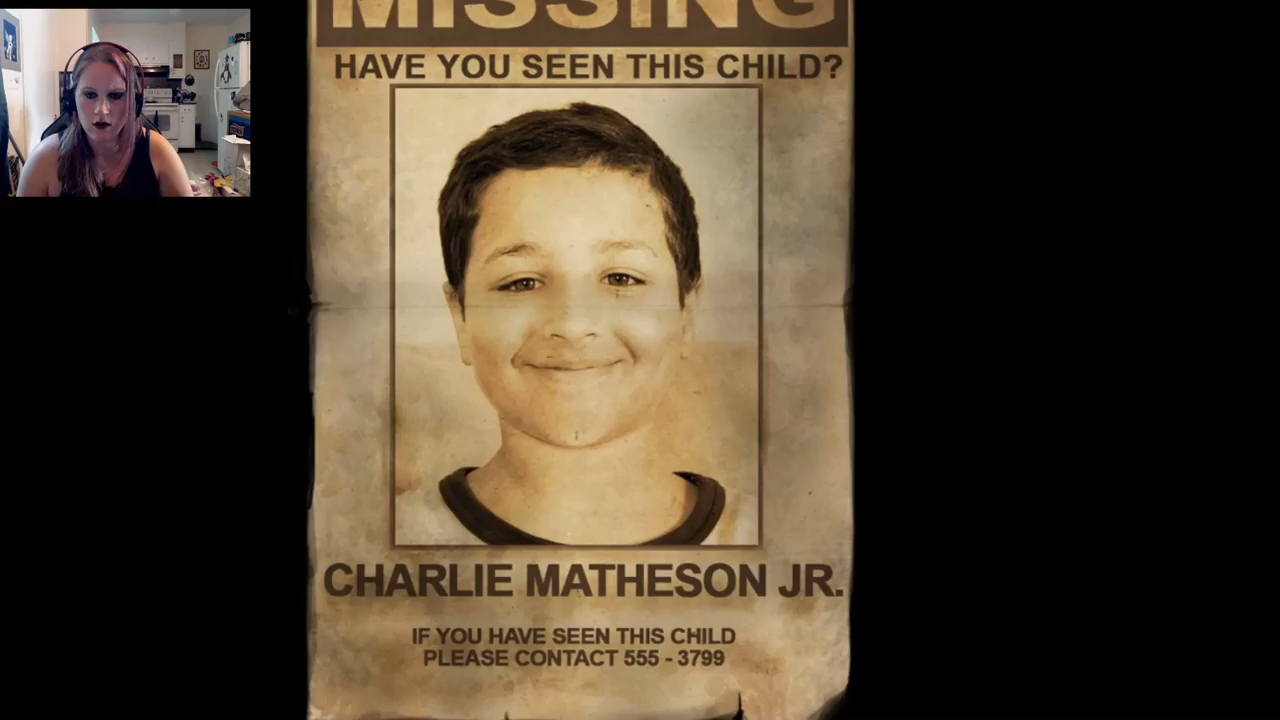 MISSING
HAVE YOU SEEN THIS CHILD?
CHARLIE MATHESON JR.
IF YOU HAVE SEEN THIS CHILD
PLEASE CONTACT 555 - 3799